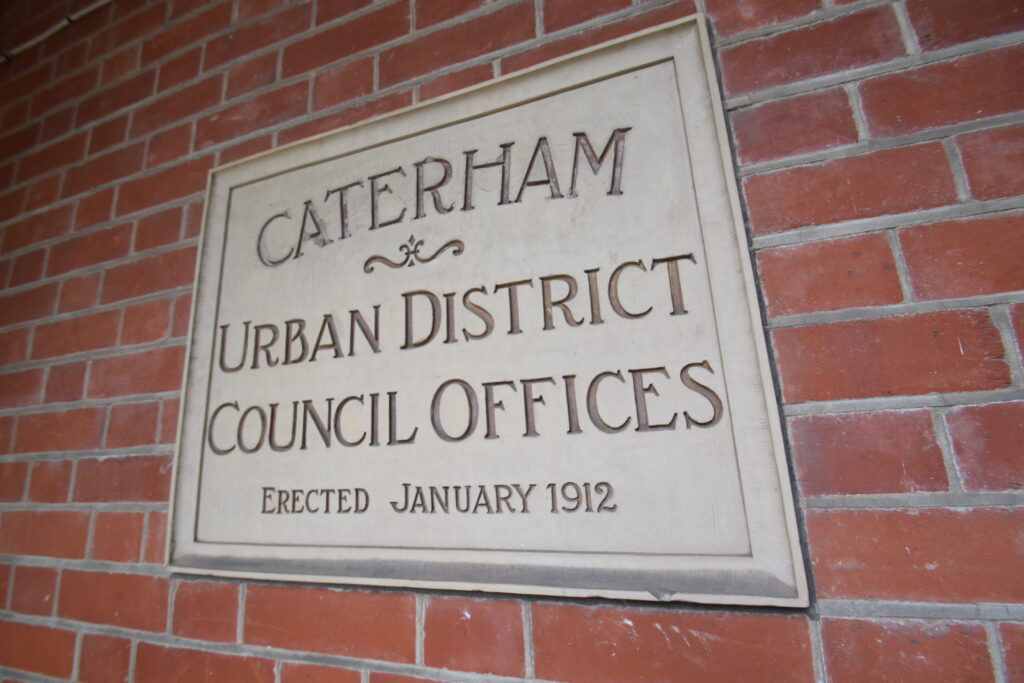 CATERHAM
URBAN DISTRICT
COUNCIL OFFICES
ERECTED JANUARY 1912